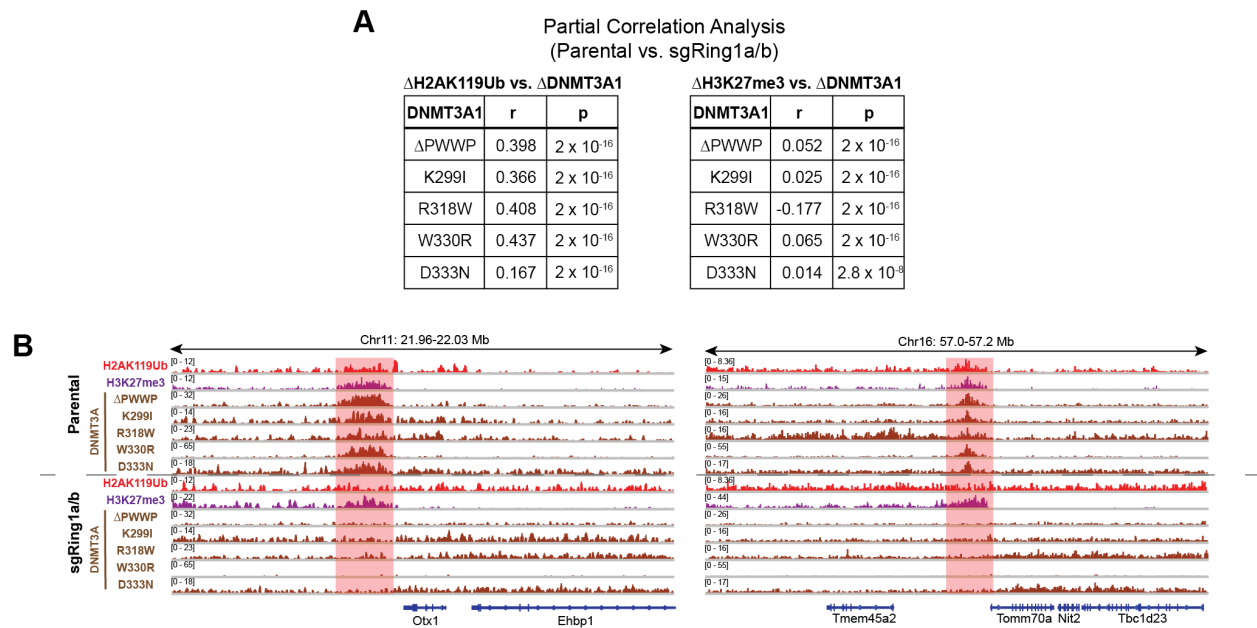 A
Partial Correlation Analysis
(Parental vs. sgRing1a/b)
ΔH2AK119Ub vs. ΔDNMT3A1
DNMT3A1 r p
ΔPWWP 0.398 2 x 10⁻¹⁶
K299I 0.366 2 x 10⁻¹⁶
R318W 0.408 2 x 10⁻¹⁶
W330R 0.437 2 x 10⁻¹⁶
D333N 0.167 2 x 10⁻¹⁶
ΔH3K27me3 vs. ΔDNMT3A1
DNMT3A1 r p
ΔPWWP 0.052 2 x 10⁻¹⁶
K299I 0.025 2 x 10⁻¹⁶
R318W -0.177 2 x 10⁻¹⁶
W330R 0.065 2 x 10⁻¹⁶
D333N 0.014 2.8 x 10⁻⁸
B
Chr11: 21.96-22.03 Mb
Chr16: 57.0-57.2 Mb
Parental
DNMT3A
H2AK119Ub [0 - 12] [0 - 8.36]
H3K27me3 [0 - 12] [0 - 15]
ΔPWWP [0 - 32] [0 - 26]
K299I [0 - 14] [0 - 16]
R318W [0 - 23] [0 - 16]
W330R [0 - 65] [0 - 55]
D333N [0 - 18] [0 - 17]
sgRing1a/b
DNMT3A
H2AK119Ub [0 - 12] [0 - 8.36]
H3K27me3 [0 - 22] [0 - 44]
ΔPWWP [0 - 32] [0 - 26]
K299I [0 - 14] [0 - 16]
R318W [0 - 23] [0 - 16]
W330R [0 - 65] [0 - 55]
D333N [0 - 18] [0 - 17]
Otx1 Ehbp1
Tmem45a2 Tomm70a Nit2 Tbc1d23